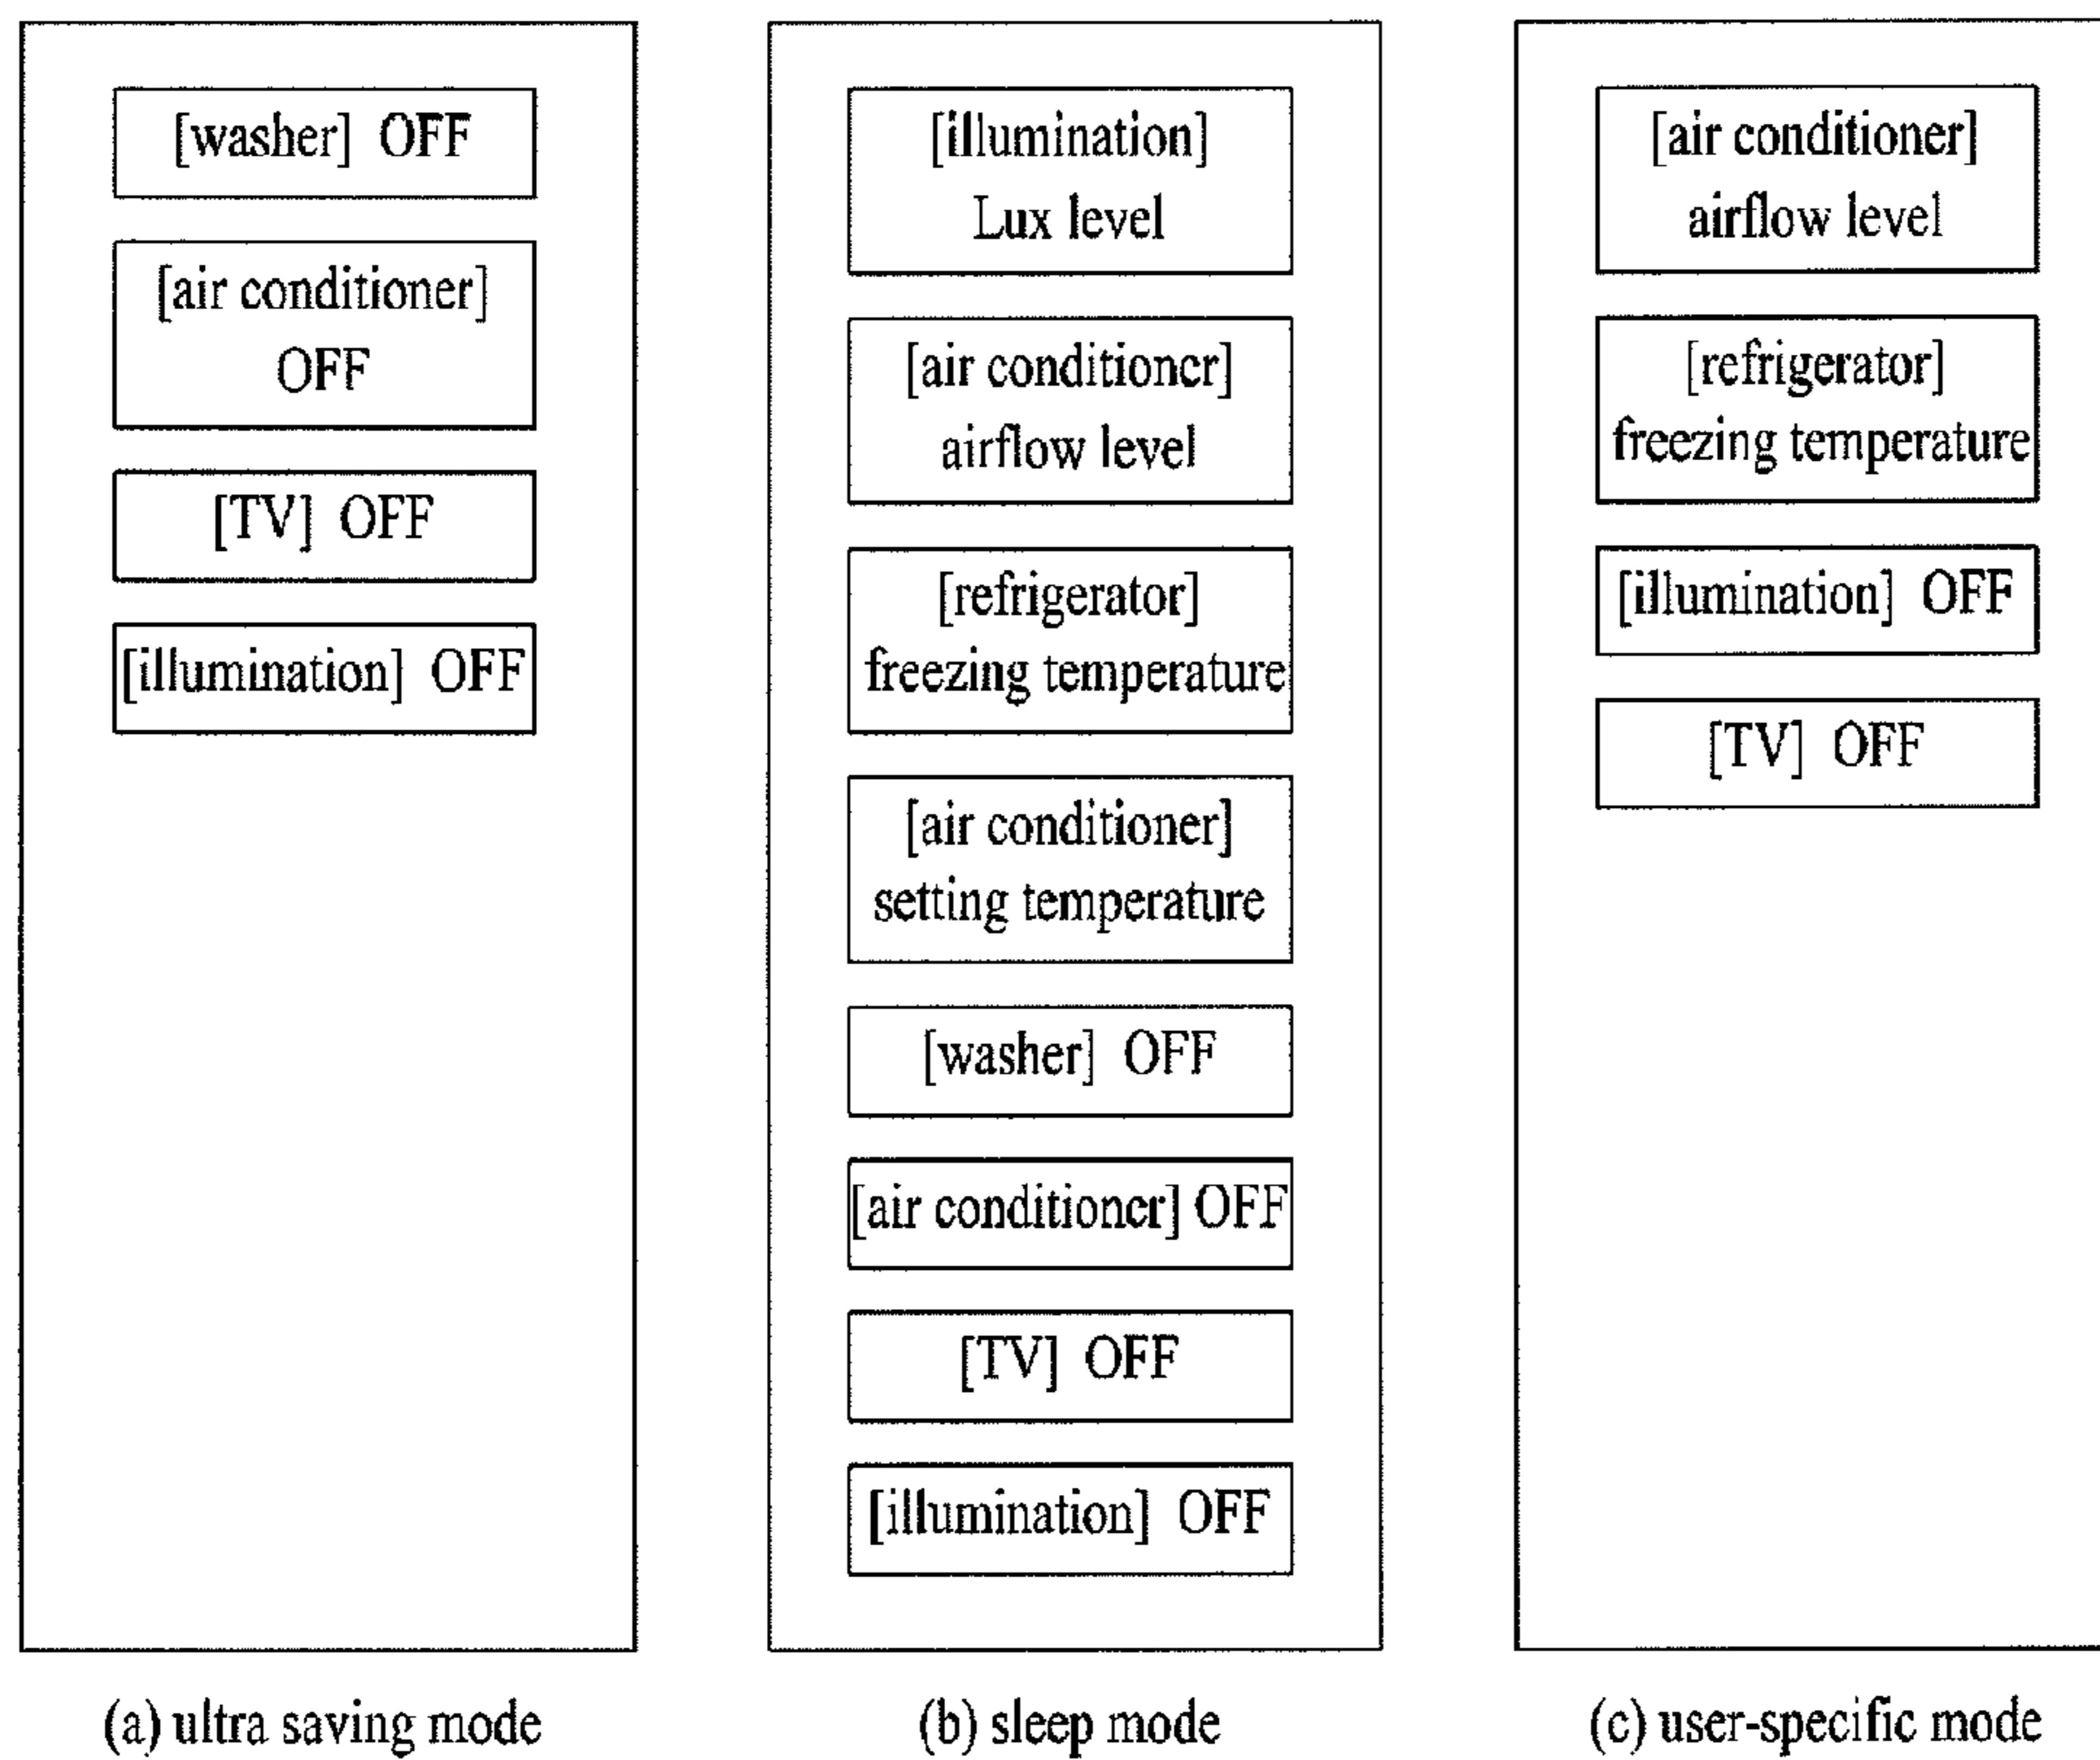 [washer] OFF
[air conditioner]
OFF
[TV] OFF
[illumination] OFF
(a) ultra saving mode
[illumination]
Lux level
[air conditioner]
airflow level
[refrigerator]
freezing temperature
[air conditioner]
setting temperature
[washer] OFF
[air conditioner] OFF
[TV] OFF
[illumination] OFF
(b) sleep mode
[air conditioner]
airflow level
[refrigerator]
freezing temperature
[illumination] OFF
[TV] OFF
(c) user-specific mode